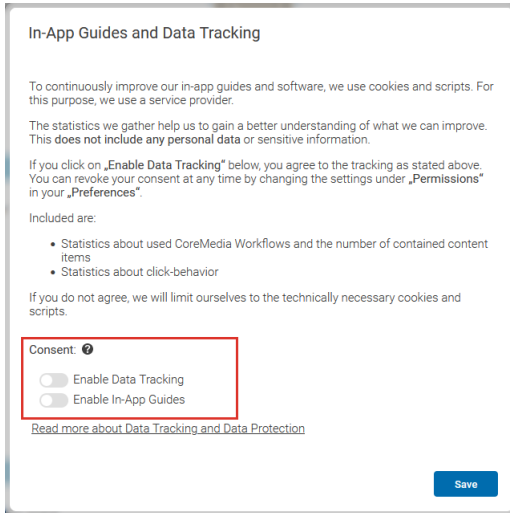 In-App Guides and Data Tracking
To continuously improve our in-app guides and software, we use cookies and scripts. For
this purpose, we use a service provider.
The statistics we gather help us to gain a better understanding of what we can improve.
This does not include any personal data or sensitive information.
If you click on „Enable Data Tracking“ below, you agree to the tracking as stated above.
You can revoke your consent at any time by changing the settings under „Permissions“
in your „Preferences“.
Included are:
• Statistics about used CoreMedia Workflows and the number of contained content
items
• Statistics about click-behavior
If you do not agree, we will limit ourselves to the technically necessary cookies and
scripts.
Consent: ?
Enable Data Tracking
Enable In-App Guides
Read more about Data Tracking and Data Protection
Save